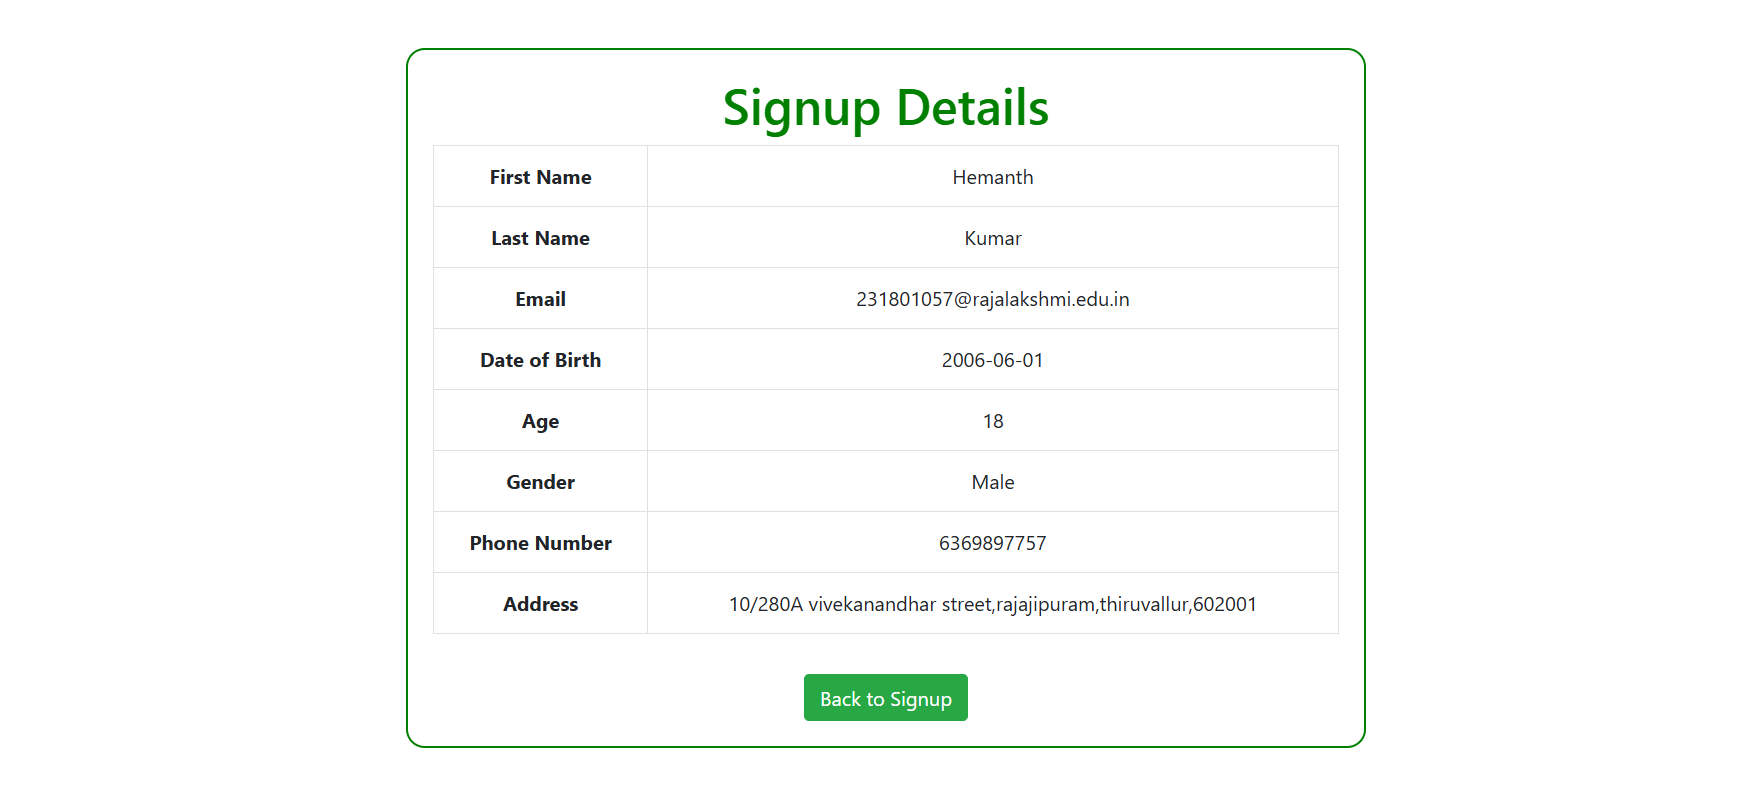 Signup Details
First Name Hemanth
Last Name Kumar
Email 231801057@rajalakshmi.edu.in
Date of Birth 2006-06-01
Age 18
Gender Male
Phone Number 6369897757
Address 10/280A vivekanandhar street,rajajipuram,thiruvallur,602001
Back to Signup